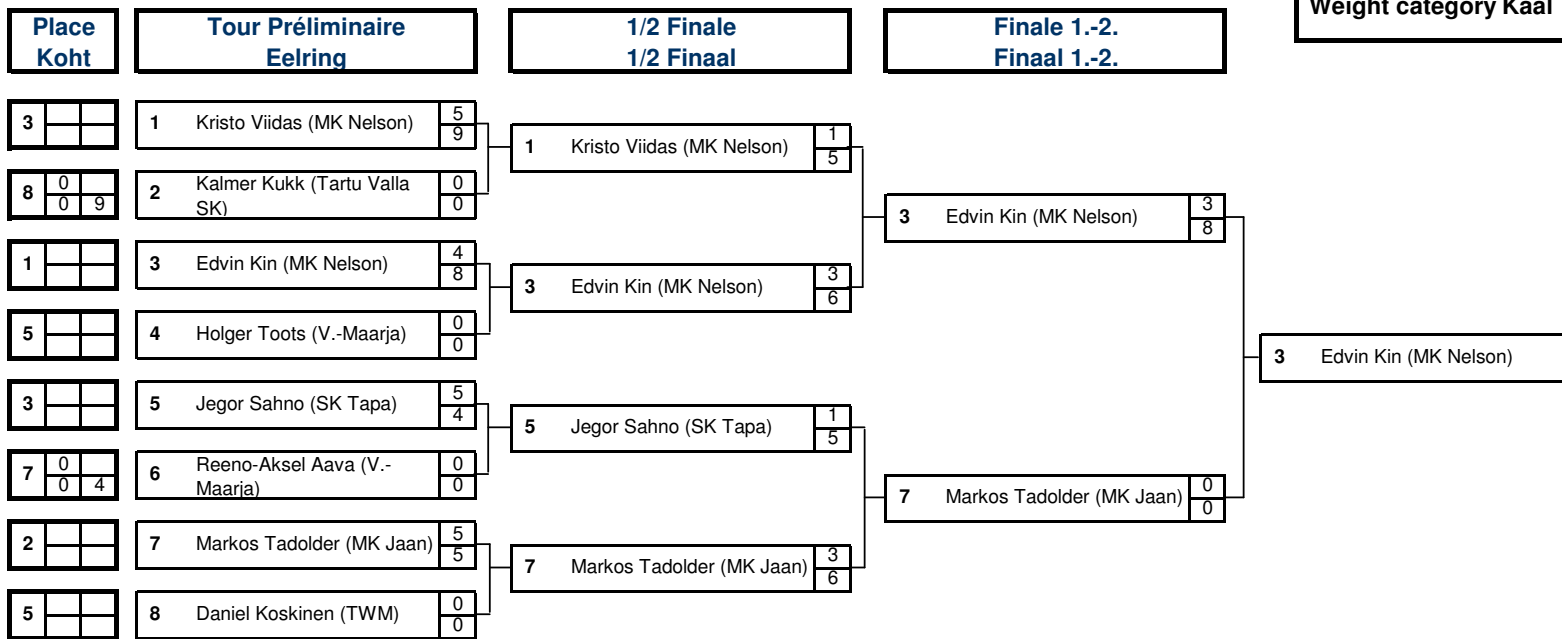 Weight category Kaal
Place
Koht
Tour Préliminaire
Eelring
1/2 Finale
1/2 Finaal
Finale 1.-2.
Finaal 1.-2.
3
1 Kristo Viidas (MK Nelson) 5
9
8 0
0 9
2 Kalmer Kukk (Tartu Valla SK) 0
0
1
3 Edvin Kin (MK Nelson) 4
8
5
4 Holger Toots (V.-Maarja) 0
0
3
5 Jegor Sahno (SK Tapa) 5
4
7 0
0 4
6 Reeno-Aksel Aava (V.-
Maarja) 0
0
2
7 Markos Tadolder (MK Jaan) 5
5
5
8 Daniel Koskinen (TWM) 0
0
1 Kristo Viidas (MK Nelson) 1
5
3 Edvin Kin (MK Nelson) 3
6
5 Jegor Sahno (SK Tapa) 1
5
7 Markos Tadolder (MK Jaan) 3
6
3 Edvin Kin (MK Nelson) 3
8
7 Markos Tadolder (MK Jaan) 0
0
3 Edvin Kin (MK Nelson)